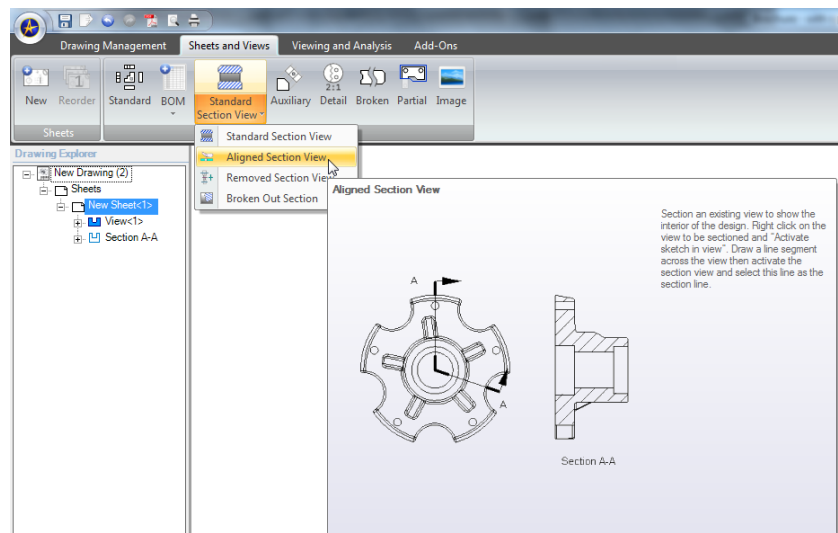 Drawing Management Sheets and Views Viewing and Analysis Add-Ons
2:1
New Reorder Standard BOM Standard Section View Auxiliary Detail Broken Partial Image
Sheets
Standard Section View
Aligned Section View
Removed Section View
Broken Out Section
Drawing Explorer
New Drawing (2)
Sheets
New Sheet<1>
View<1>
Section A-A
Aligned Section View
Section an existing view to show the
interior of the design. Right click on the
view to be sectioned and "Activate
sketch in view". Draw a line segment
across the view then activate the
section view and select this line as the
section line.
A
A
Section A-A